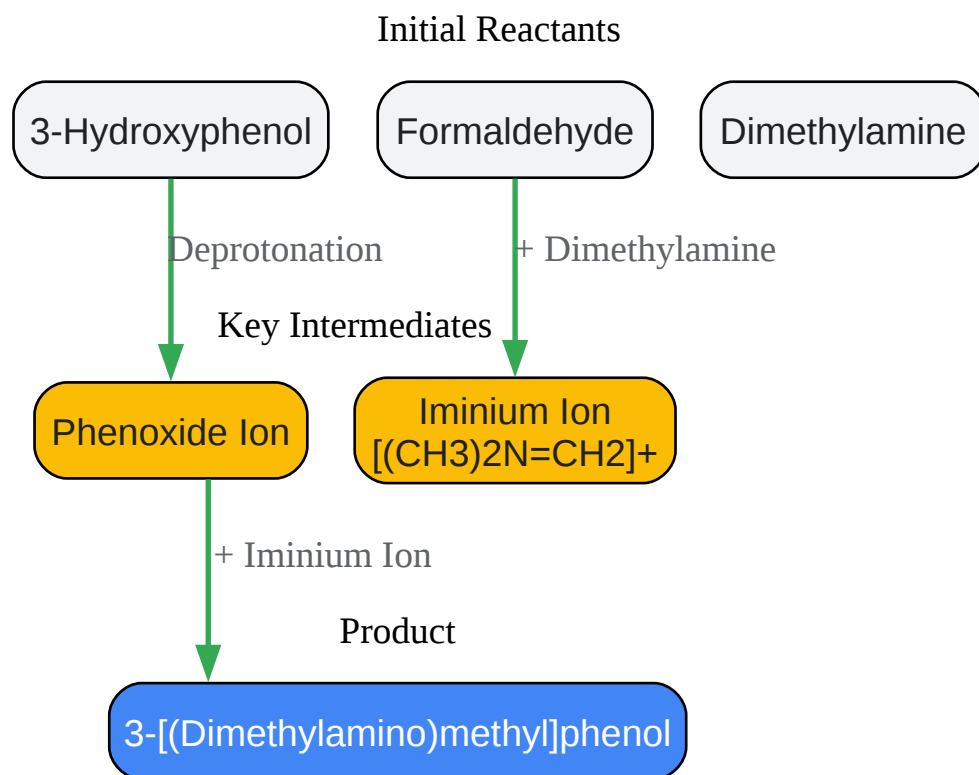 Initial Reactants
3-Hydroxyphenol
Formaldehyde
Dimethylamine
Deprotonation
+ Dimethylamine
Key Intermediates
Phenoxide Ion
Iminium Ion
[(CH3)2N=CH2]+
+ Iminium Ion
Product
3-[(Dimethylamino)methyl]phenol